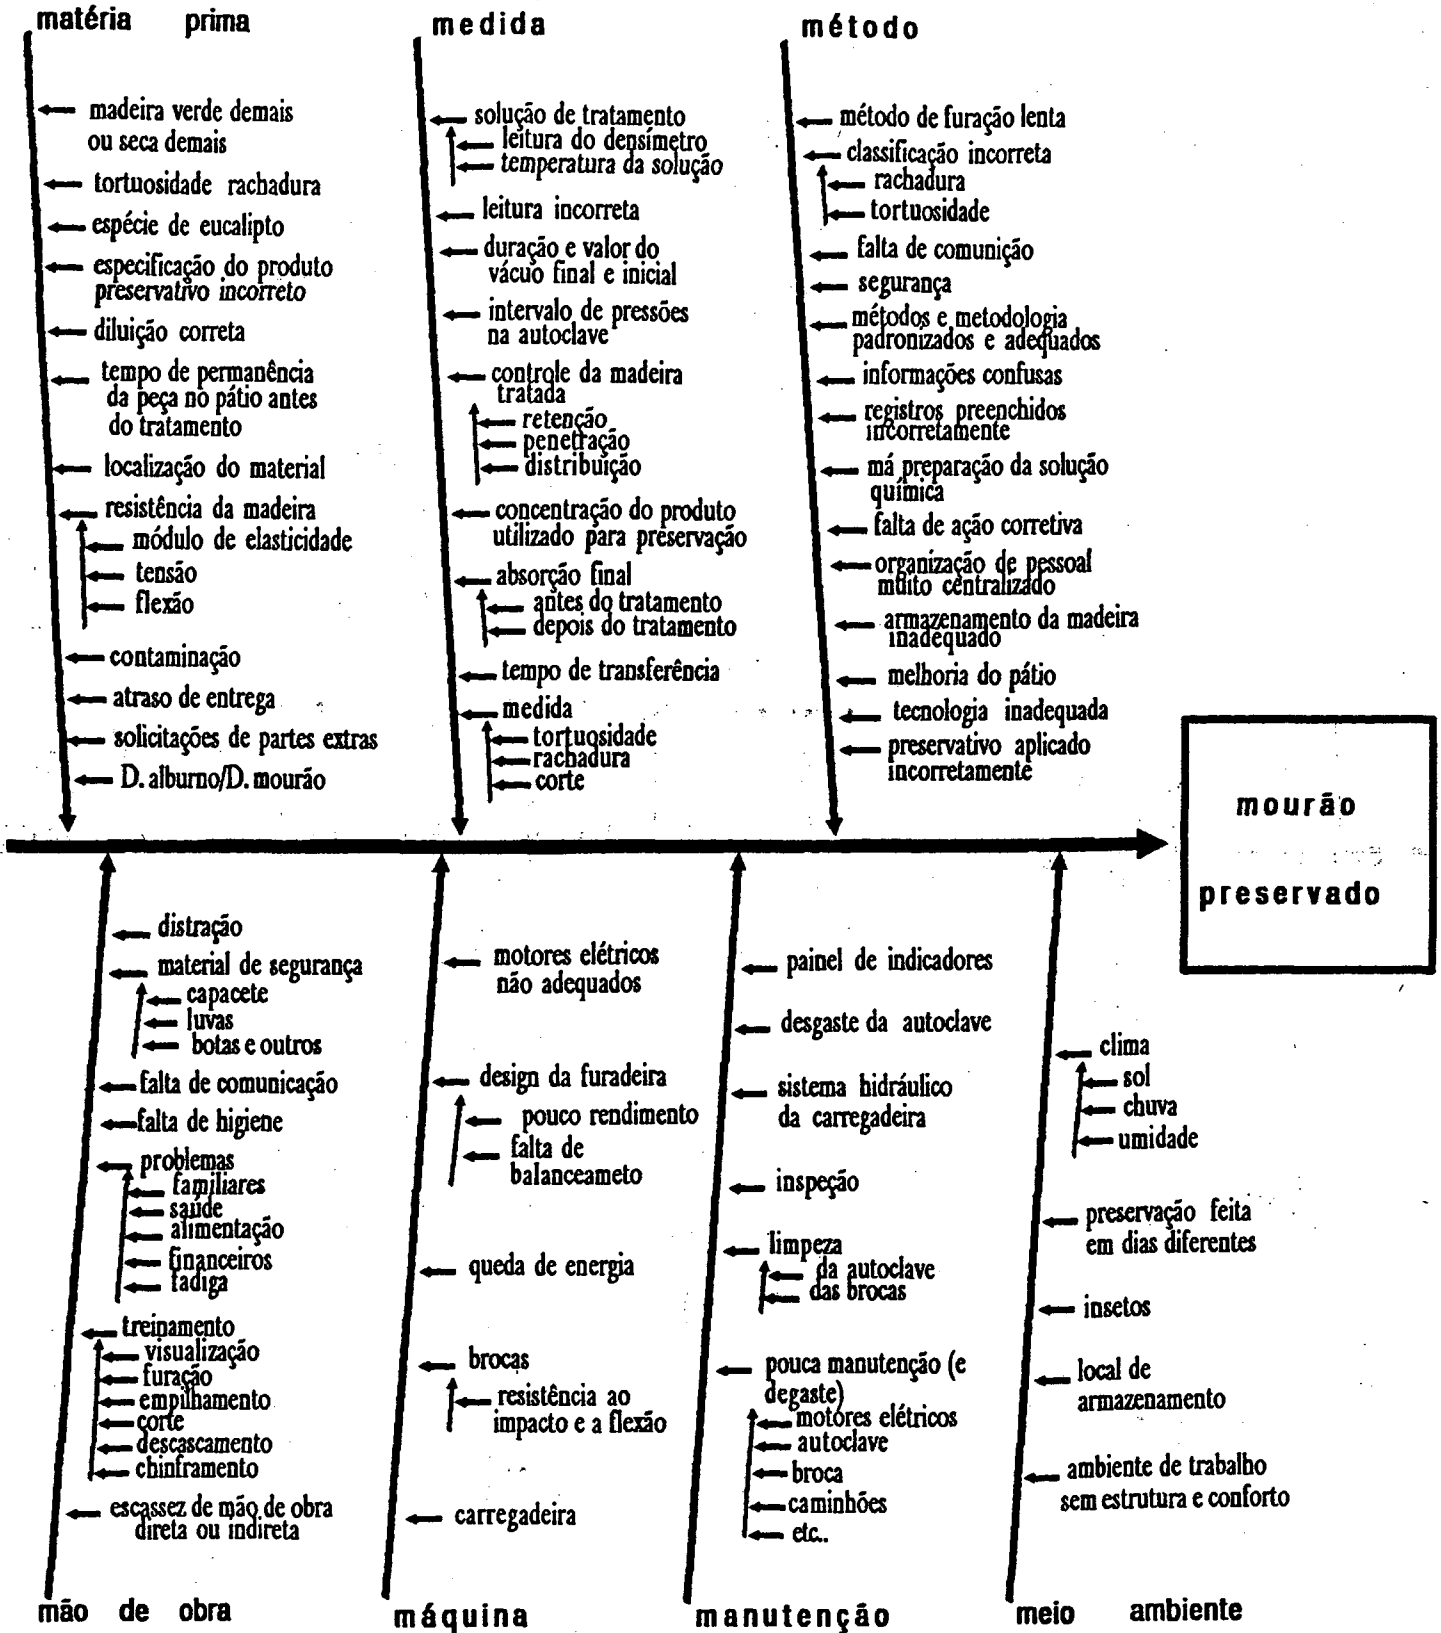 matéria prima
madeira verde demais
ou seca demais
tortuosidade rachadura
espécie de eucalipto
especificação do produto
preservativo incorreto
diluição correta
tempo de permanência
da peça no pátio antes
do tratamento
localização do material
resistência da madeira
módulo de elasticidade
tensão
flexão
contaminação
atraso de entrega
solicitações de partes extras
D. alburno/D. mourão
medida
solução de tratamento
leitura do densímetro
temperatura da solução
leitura incorreta
duração e valor do
vácuo final e inicial
intervalo de pressões
na autoclave
controle da madeira
tratada
retenção
penetração
distribuição
concentração do produto
utilizado para preservação
absorção final
antes do tratamento
depois do tratamento
tempo de transferência
medida
tortuosidade
rachadura
corte
método
método de furação lenta
classificação incorreta
rachadura
tortuosidade
falta de comunição
segurança
métodos e metodologia
padronizados e adequados
informações confusas
registros preenchidos
incorretamente
má preparação da solução
química
falta de ação corretiva
organização de pessoal
muito centralizado
armazenamento da madeira
inadequado
melhoria do pátio
tecnologia inadequada
preservativo aplicado
incorretamente
mourão
preservado
distração
material de segurança
capacete
luvas
botas e outros
falta de comunicação
falta de higiene
problemas
familiares
saúde
alimentação
financeiros
fadiga
treinamento
visualização
furação
empilhamento
corte
descascamento
chinframento
escassez de mão de obra
direta ou indireta
mão de obra
motores elétricos
não adequados
design da furadeira
pouco rendimento
falta de
balanceameto
queda de energia
brocas
resistência ao
impacto e a flexão
carregadeira
máquina
painel de indicadores
desgaste da autoclave
sistema hidráulico
da carregadeira
inspeção
limpeza
da autoclave
das brocas
pouca manutenção (e
degaste)
motores elétricos
autoclave
broca
caminhões
etc..
manutenção
clima
sol
chuva
umidade
preservação feita
em dias diferentes
insetos
local de
armazenamento
ambiente de trabalho
sem estrutura e conforto
meio ambiente